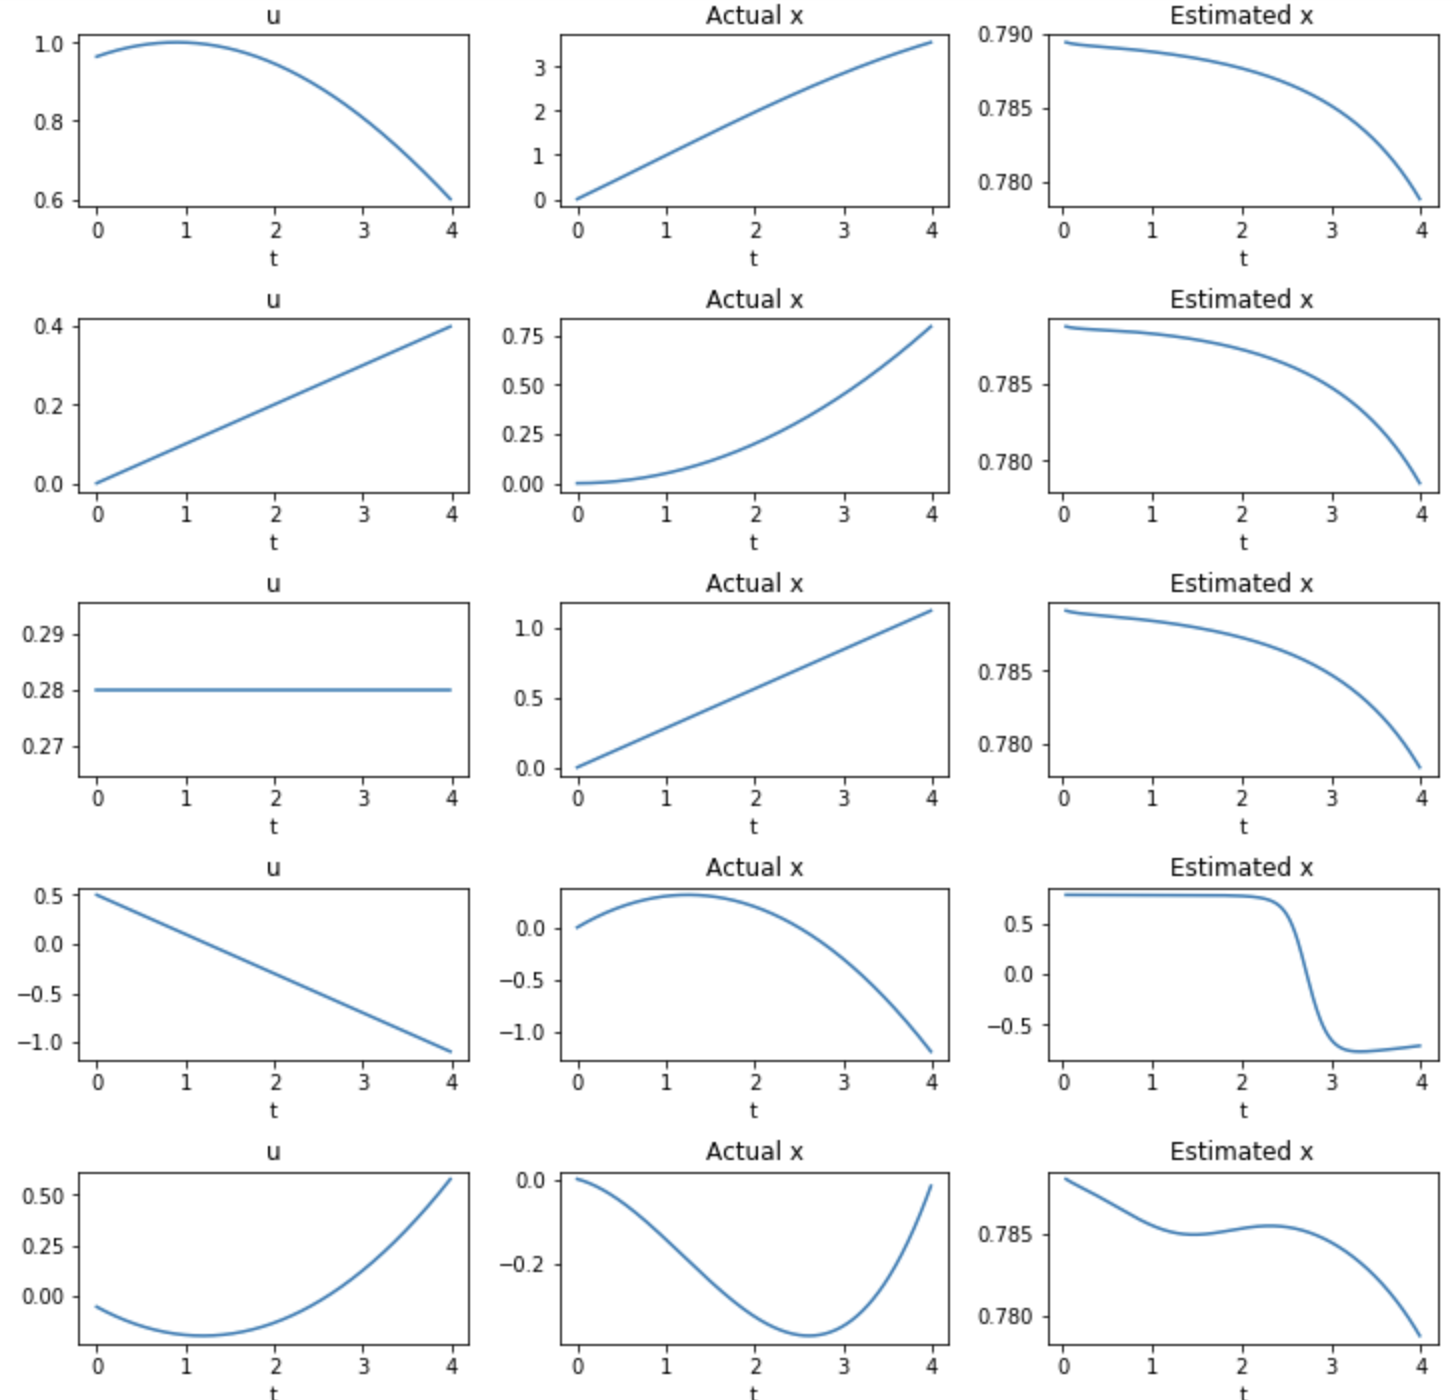 u Actual x Estimated x
1.0 0.8 0.6 0 1 2 3 4 t
3 2 1 0 0 1 2 3 4 t
0.790 0.785 0.780 0 1 2 3 4 t
u Actual x Estimated x
0.4 0.2 0.0 0 1 2 3 4 t
0.75 0.50 0.25 0.00 0 1 2 3 4 t
0.785 0.780 0 1 2 3 4 t
u Actual x Estimated x
0.29 0.28 0.27 0 1 2 3 4 t
1.0 0.5 0.0 0 1 2 3 4 t
0.785 0.780 0 1 2 3 4 t
u Actual x Estimated x
0.5 0.0 −0.5 −1.0 0 1 2 3 4 t
0.0 −0.5 −1.0 0 1 2 3 4 t
0.5 0.0 −0.5 0 1 2 3 4 t
u Actual x Estimated x
0.50 0.25 0.00 0 1 2 3 4 t
0.0 −0.2 0 1 2 3 4 t
0.785 0.780 0 1 2 3 4 t